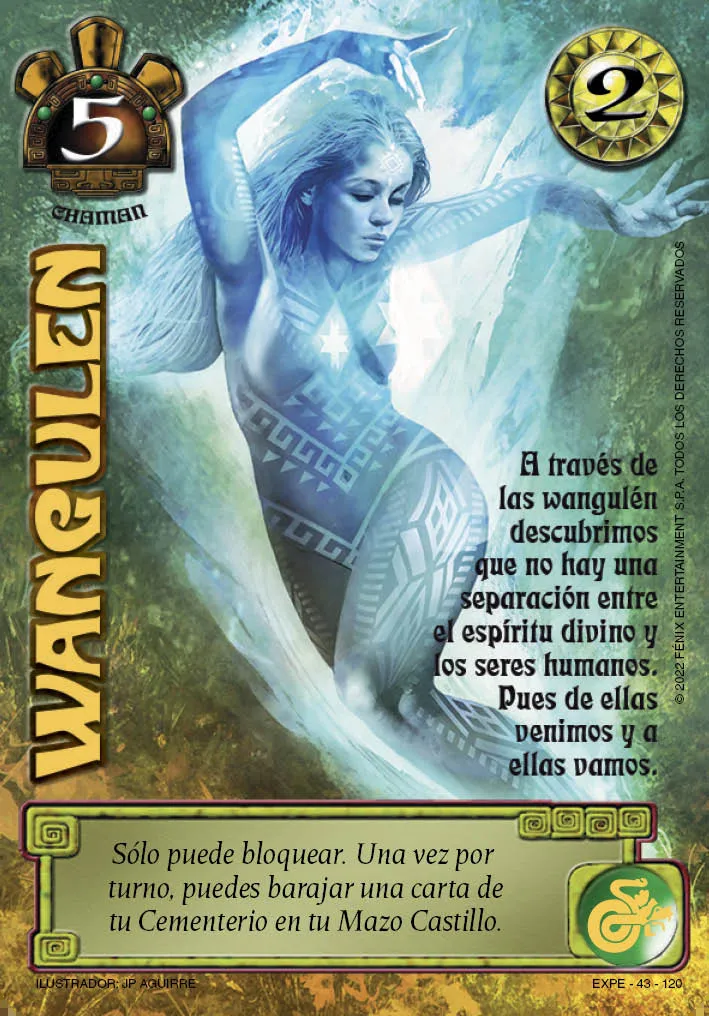 5
2
CHAMAN
WANGULEN
A través de
las wangulén
descubrimos
que no hay una
separación entre
el espíritu divino y
los seres humanos.
Pues de ellas
venimos y a
ellas vamos.
© 2022 FÉNIX ENTERTAINMENT S.P.A. TODOS LOS DERECHOS RESERVADOS
Sólo puede bloquear. Una vez por
turno, puedes barajar una carta de
tu Cementerio en tu Mazo Castillo.
ILUSTRADOR: JP AGUIRRE
EXPE - 43 - 120